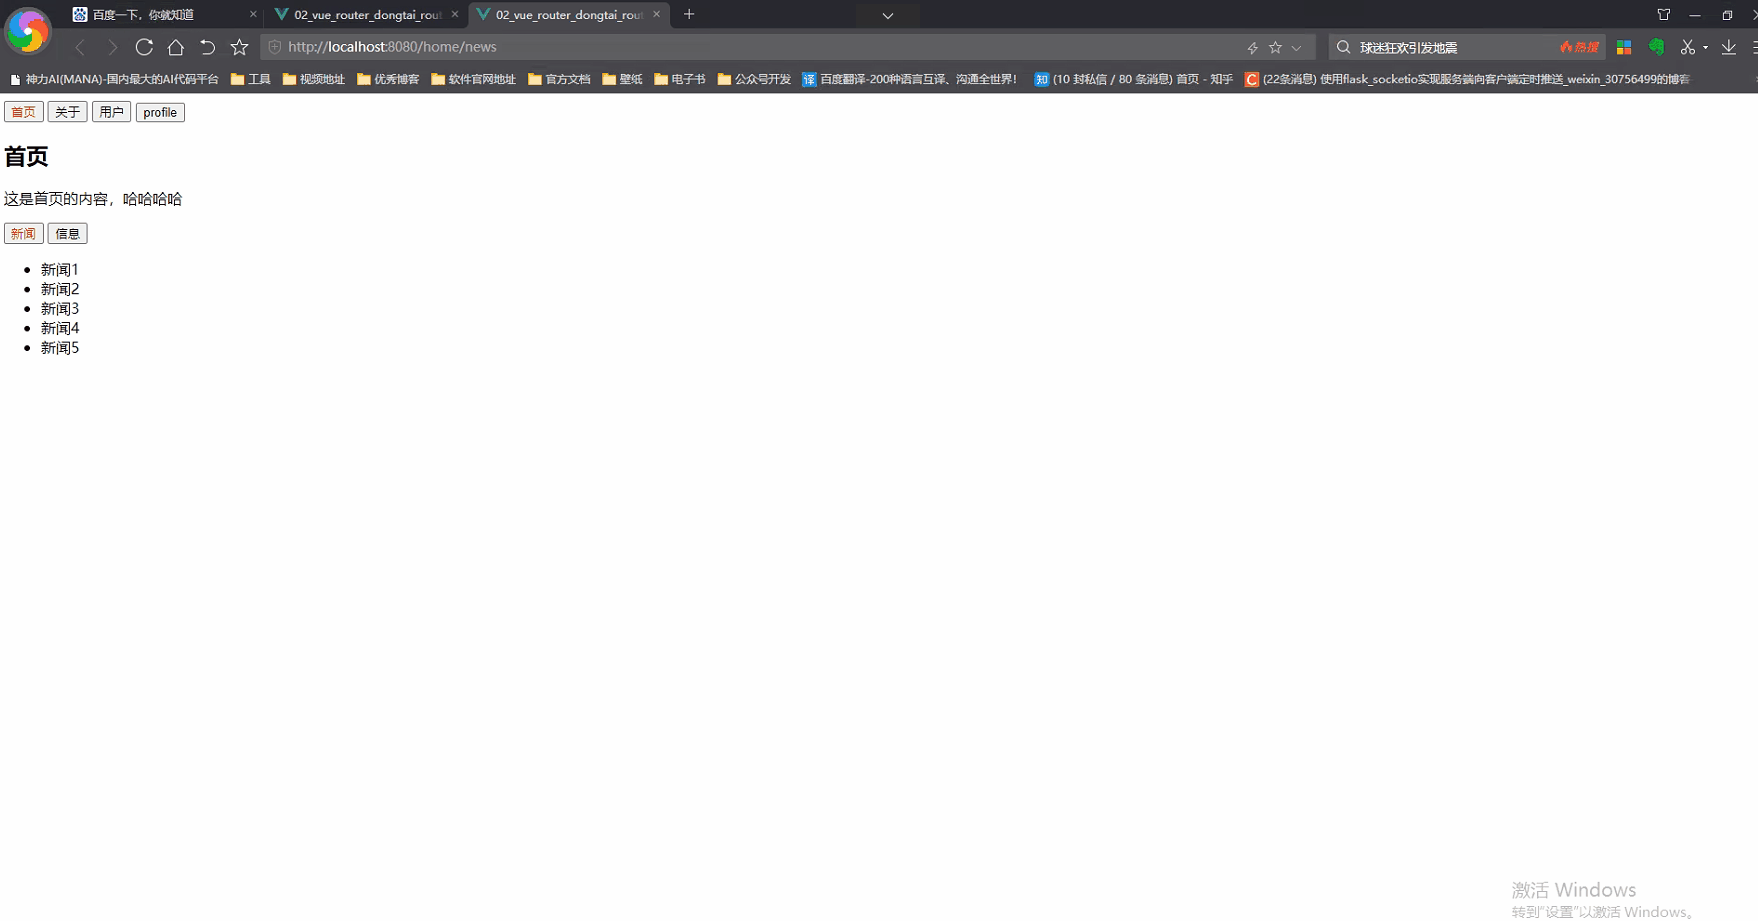 百度一下，你就知道
02_vue_router_dongtai_rout
02_vue_router_dongtai_rout
http://localhost:8080/home/news
球迷狂欢引发地震
热搜
神力AI(MANA)-国内最大的AI代码平台 工具 视频地址 优秀博客 软件官网地址 官方文档 壁纸 电子书 公众号开发 译 百度翻译-200种语言互译、沟通全世界！ 知 (10 封私信 / 80 条消息) 首页 - 知乎 C (22条消息) 使用flask_socketio实现服务端向客户端定时推送_weixin_30756499的博客
首页 关于 用户 profile
首页
这是首页的内容，哈哈哈哈
新闻 信息
新闻1
新闻2
新闻3
新闻4
新闻5
激活 Windows
转到“设置”以激活 Windows。